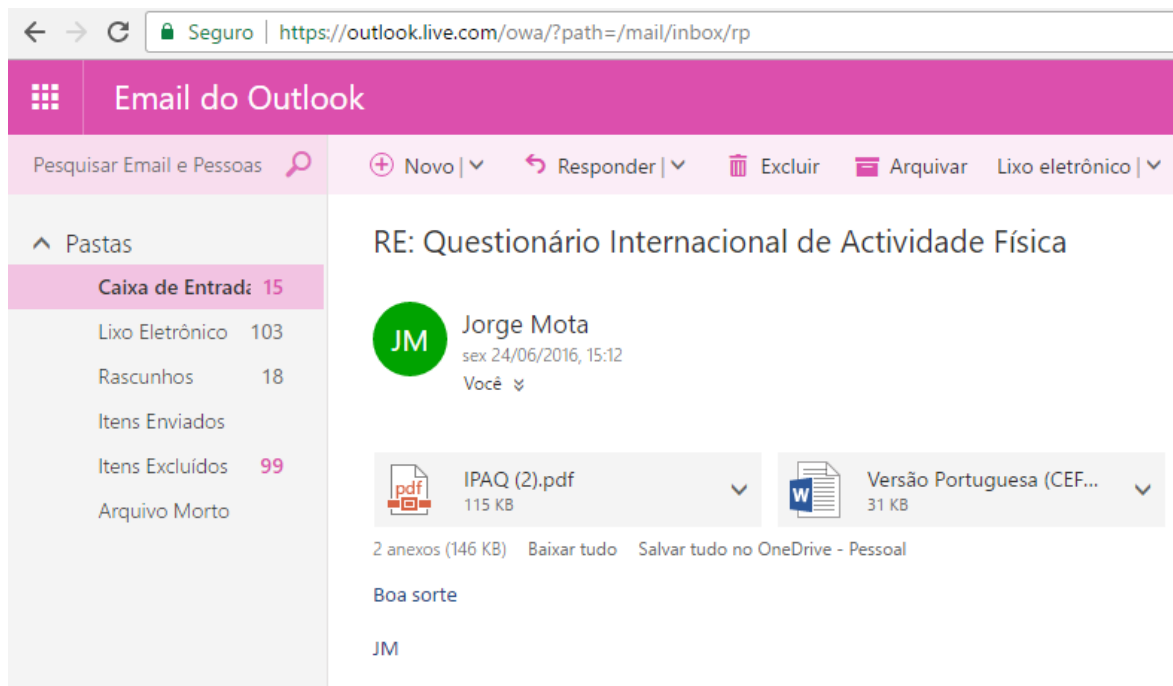 Seguro | https://outlook.live.com/owa/?path=/mail/inbox/rp
Email do Outlook
Pesquisar Email e Pessoas
Novo | Responder | Excluir Arquivar Lixo eletrônico |
Pastas
Caixa de Entrada 15
Lixo Eletrônico 103
Rascunhos 18
Itens Enviados
Itens Excluídos 99
Arquivo Morto
RE: Questionário Internacional de Actividade Física
JM
Jorge Mota
sex 24/06/2016, 15:12
Você
pdf
IPAQ (2).pdf
115 KB
W
Versão Portuguesa (CEF...
31 KB
2 anexos (146 KB) Baixar tudo Salvar tudo no OneDrive - Pessoal
Boa sorte
JM